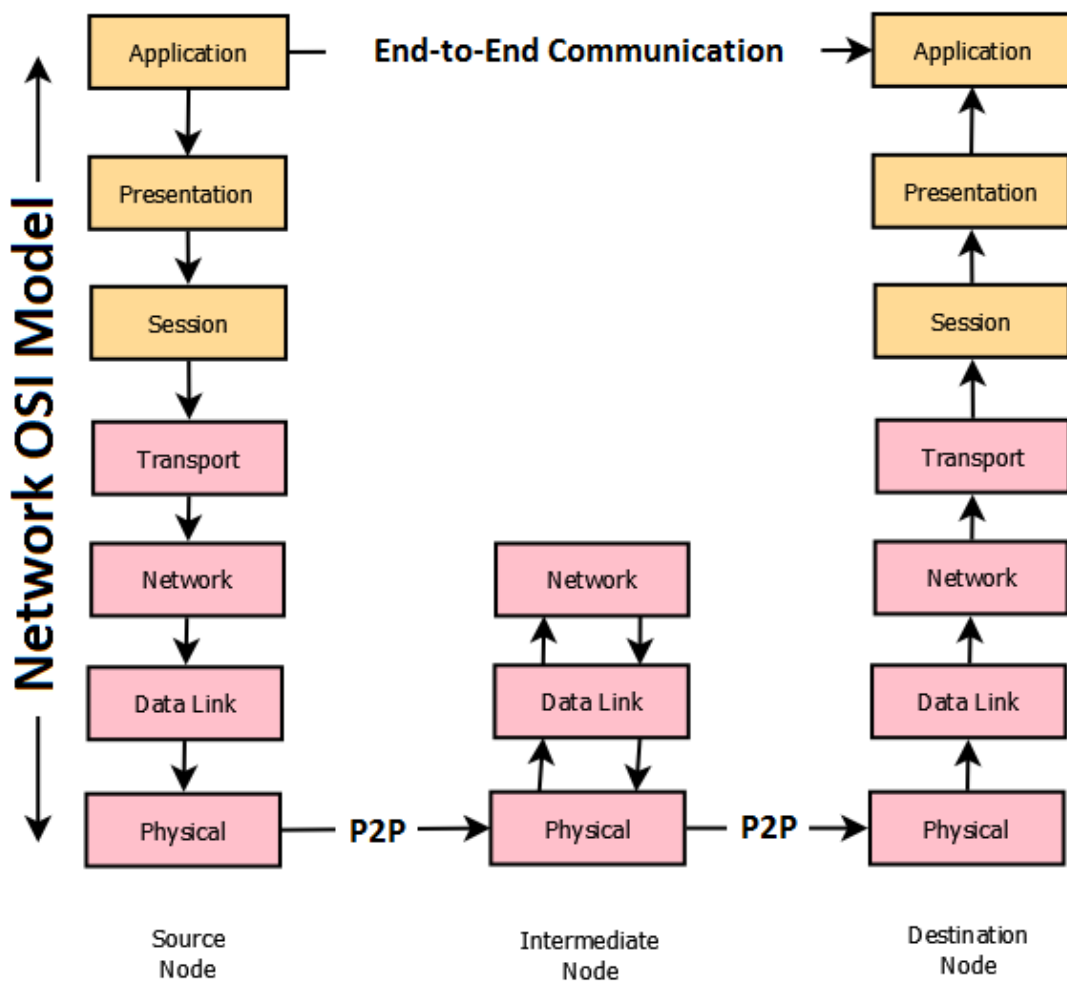 Network OSI Model
Application
End-to-End Communication
Application
Presentation
Presentation
Session
Session
Transport
Transport
Network
Network
Network
Data Link
Data Link
Data Link
Physical
P2P
Physical
P2P
Physical
Source
Node
Intermediate
Node
Destination
Node